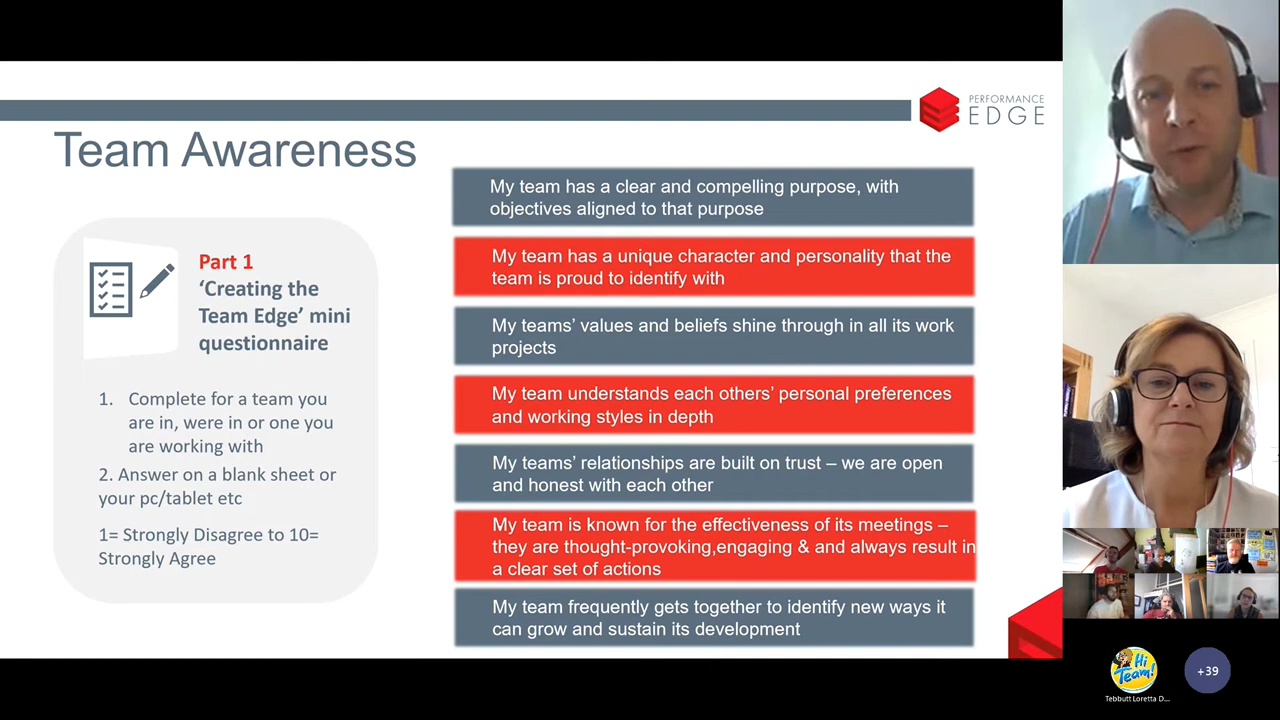 PERFORMANCE
EDGE
Team Awareness
Part 1
‘Creating the
Team Edge’ mini
questionnaire
1. Complete for a team you
are in, were in or one you
are working with
2. Answer on a blank sheet or
your pc/tablet etc
1= Strongly Disagree to 10=
Strongly Agree
My team has a clear and compelling purpose, with
objectives aligned to that purpose
My team has a unique character and personality that the
team is proud to identify with
My teams’ values and beliefs shine through in all its work
projects
My team understands each others’ personal preferences
and working styles in depth
My teams’ relationships are built on trust – we are open
and honest with each other
My team is known for the effectiveness of its meetings –
they are thought-provoking,engaging & and always result in
a clear set of actions
My team frequently gets together to identify new ways it
can grow and sustain its development
Hi
Team!
Tebbutt Loretta D...
+39